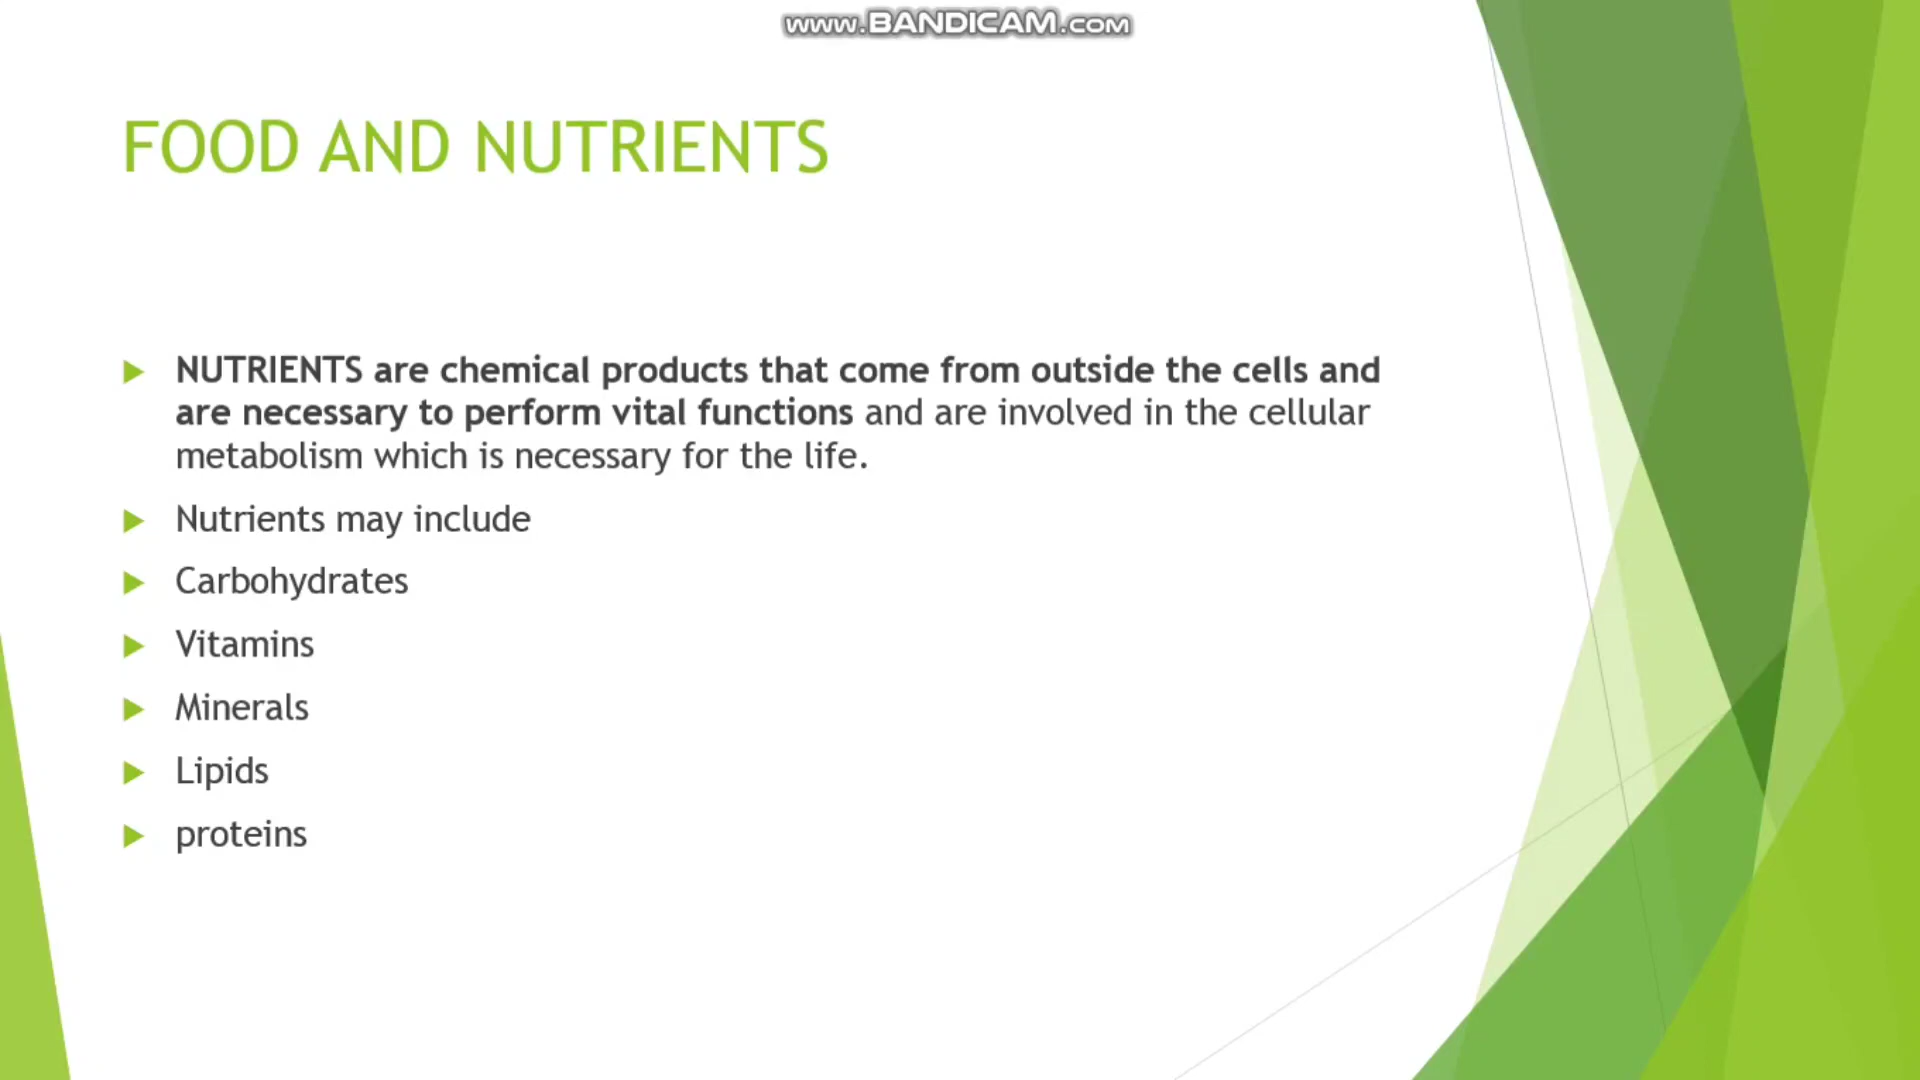 www.BANDICAM.com
FOOD AND NUTRIENTS
NUTRIENTS are chemical products that come from outside the cells and
are necessary to perform vital functions and are involved in the cellular
metabolism which is necessary for the life.
Nutrients may include
Carbohydrates
Vitamins
Minerals
Lipids
proteins